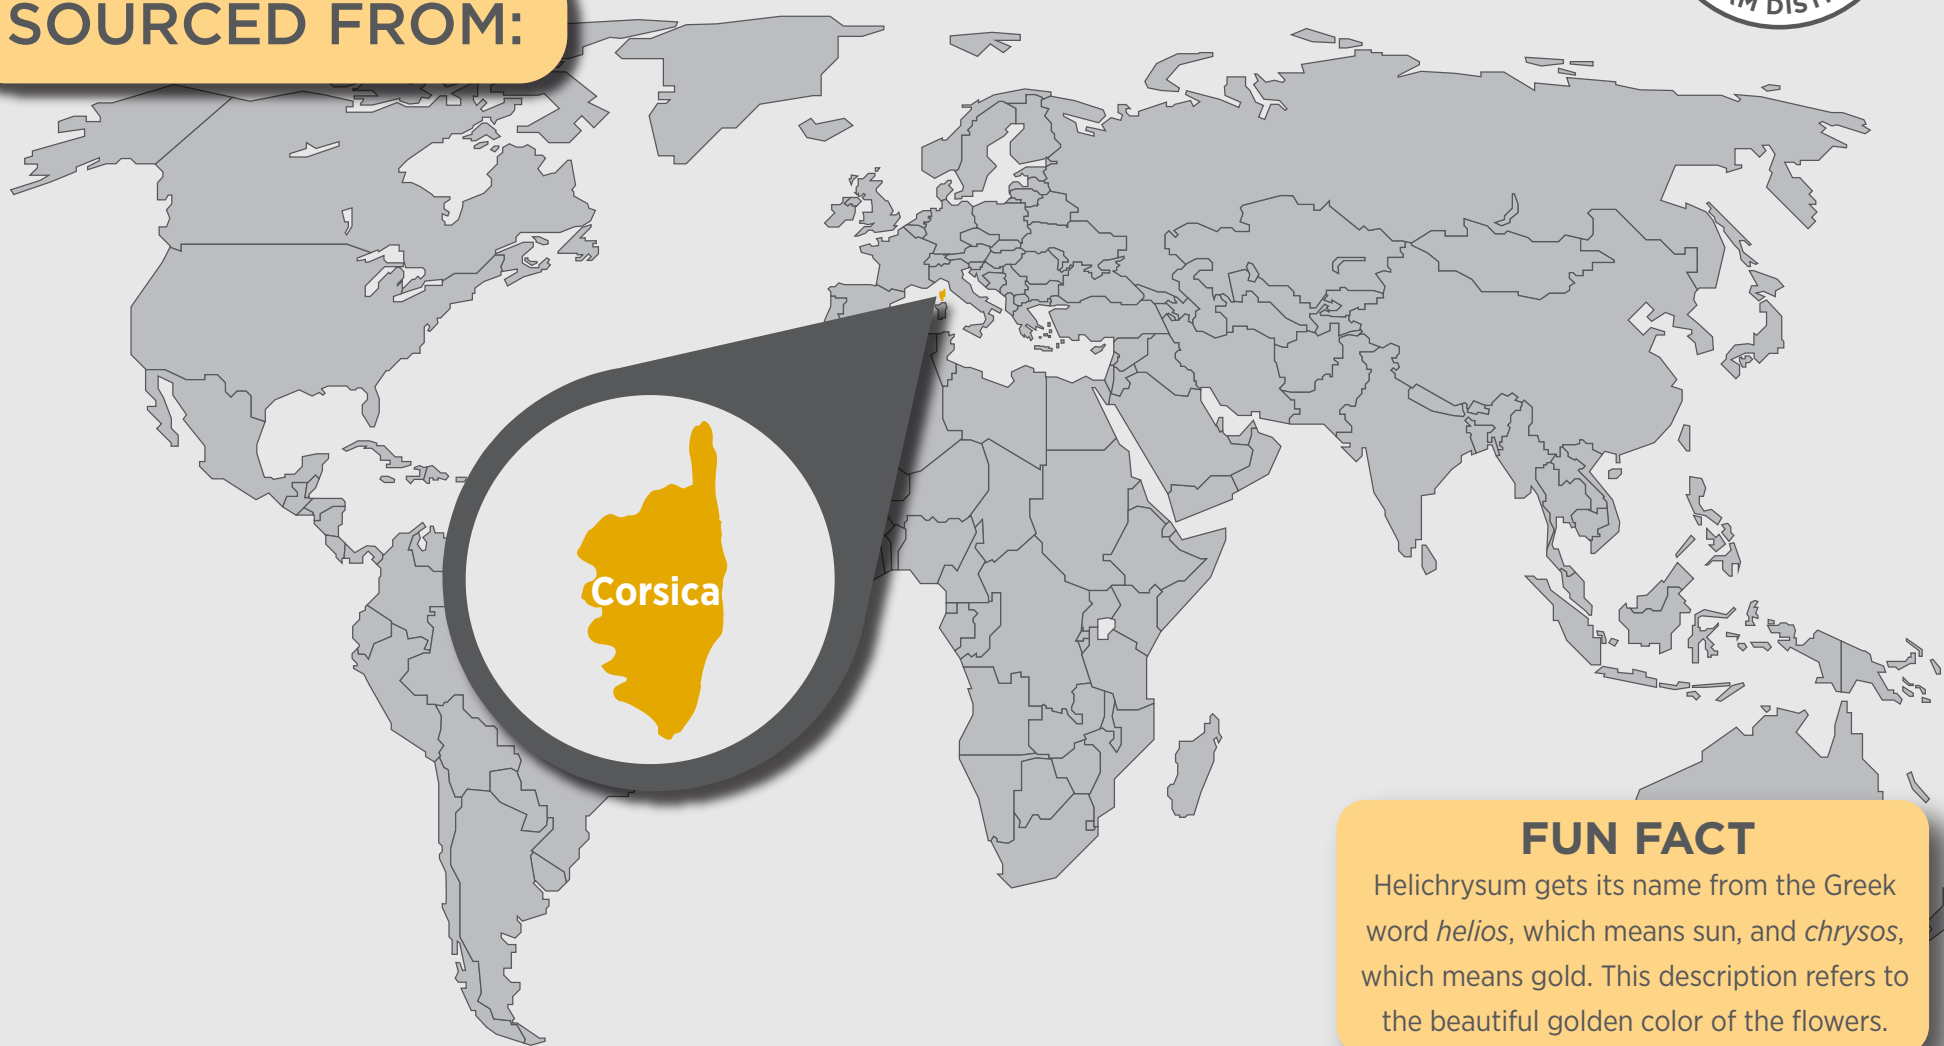 SOURCED FROM:
Corsica
FUN FACT
Helichrysum gets its name from the Greek
word helios, which means sun, and chrysos,
which means gold. This description refers to
the beautiful golden color of the flowers.